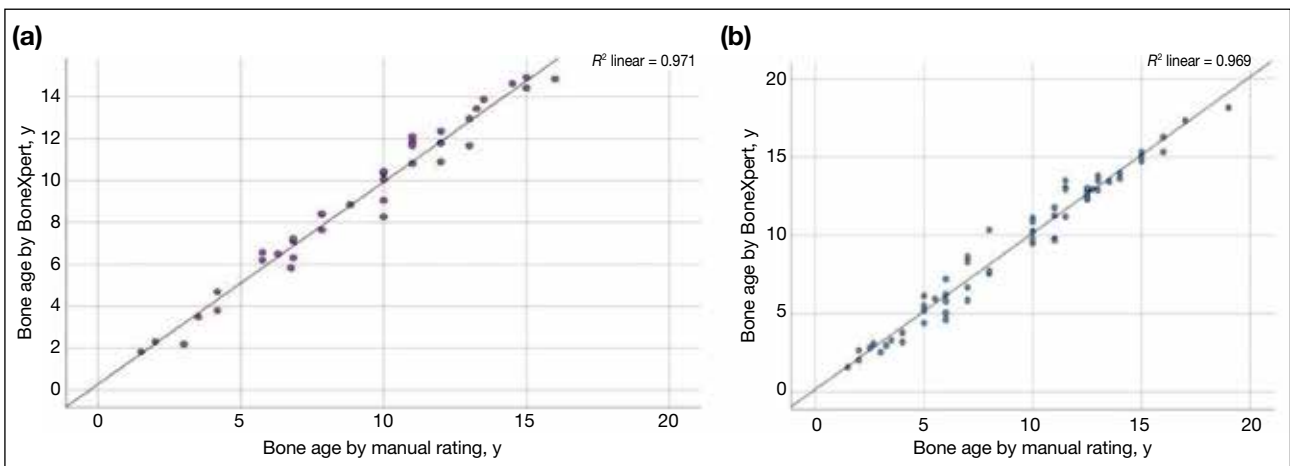 (a)
R² linear = 0.971
14
12
10
8
6
4
2
0
Bone age by BoneXpert, y
0 5 10 15 20
Bone age by manual rating, y
(b)
R² linear = 0.969
20
15
10
5
0
Bone age by BoneXpert, y
0 5 10 15 20
Bone age by manual rating, y